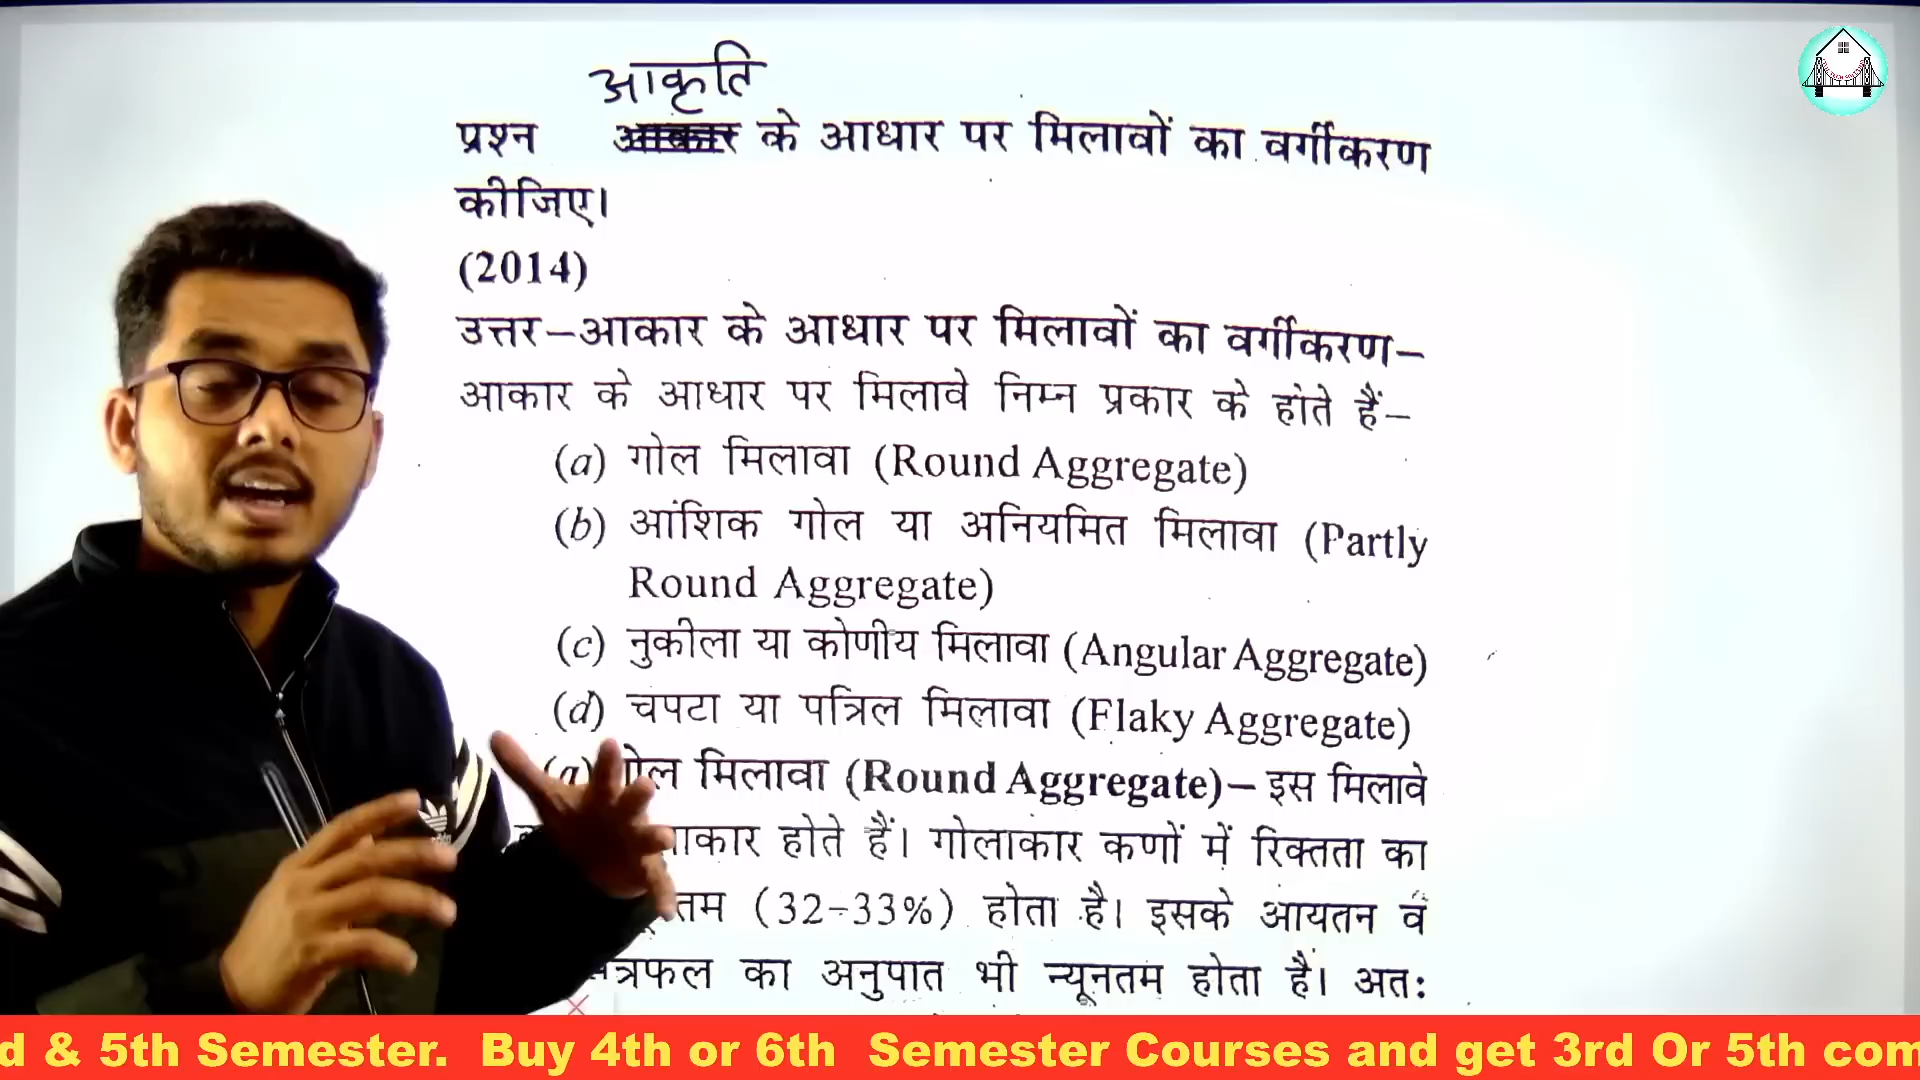 आकृति
प्रश्न आकार के आधार पर मिलावों का वर्गीकरण
कीजिए।
(2014)
उत्तर–आकार के आधार पर मिलावों का वर्गीकरण–
आकार के आधार पर मिलावे निम्न प्रकार के होते हैं–
(a) गोल मिलावा (Round Aggregate)
(b) आंशिक गोल या अनियमित मिलावा (Partly
Round Aggregate)
(c) नुकीला या कोणीय मिलावा (Angular Aggregate)
(d) चपटा या पत्रिल मिलावा (Flaky Aggregate)
(a) गोल मिलावा (Round Aggregate)– इस मिलावे
होते हैं। गोलाकार कणों में रिक्तता का
(32-33%) होता है। इसके आयतन व
का अनुपात भी न्यूनतम होता है। अतः
d & 5th Semester. Buy 4th or 6th Semester Courses and get 3rd Or 5th com